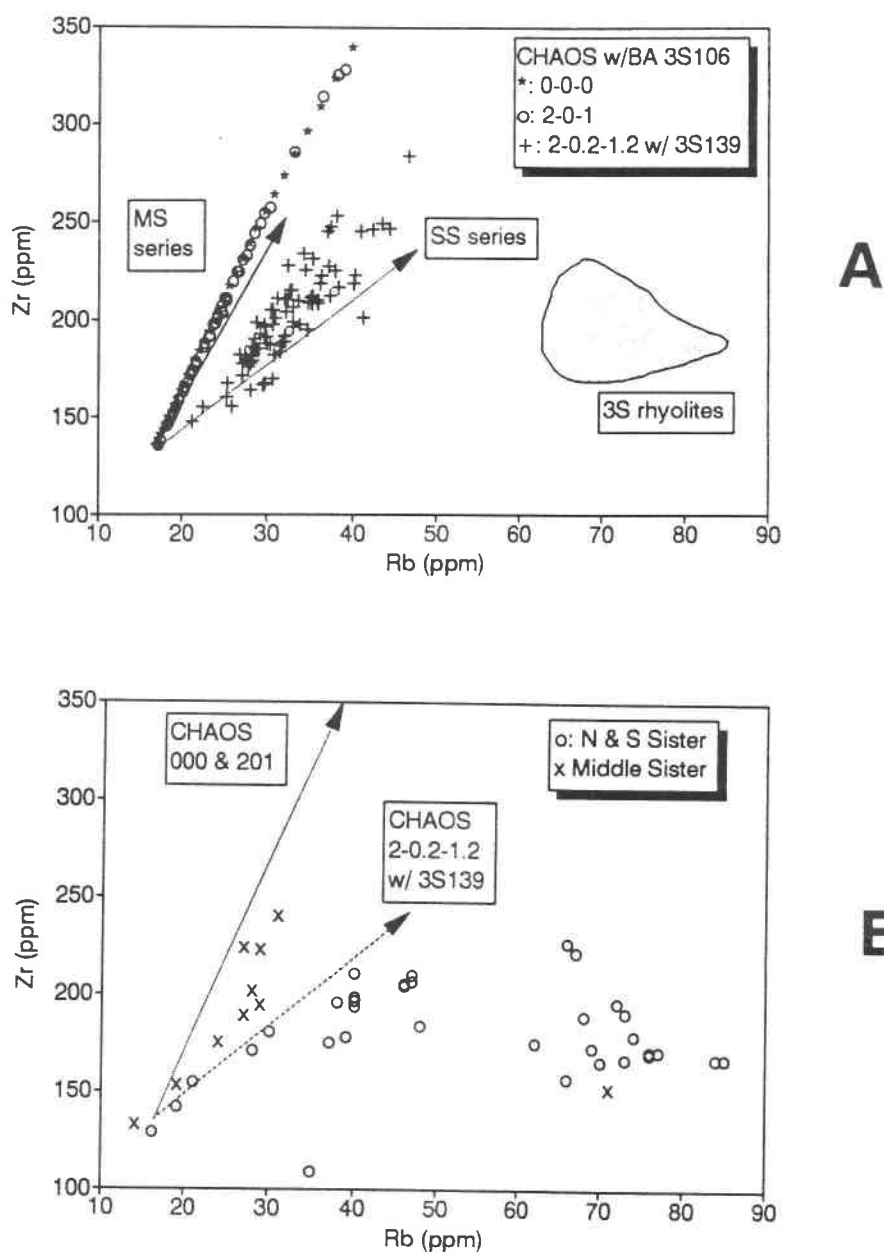 350
300
250
200
150
100
Zr (ppm)
CHAOS w/BA 3S106
*: 0-0-0
o: 2-0-1
+: 2-0.2-1.2 w/ 3S139
MS
series
SS series
3S rhyolites
A
10 20 30 40 50 60 70 80 90
Rb (ppm)
350
300
250
200
150
100
Zr (ppm)
CHAOS
000 & 201
o: N & S Sister
x Middle Sister
CHAOS
2-0.2-1.2
w/ 3S139
10 20 30 40 50 60 70 80 90
Rb (ppm)